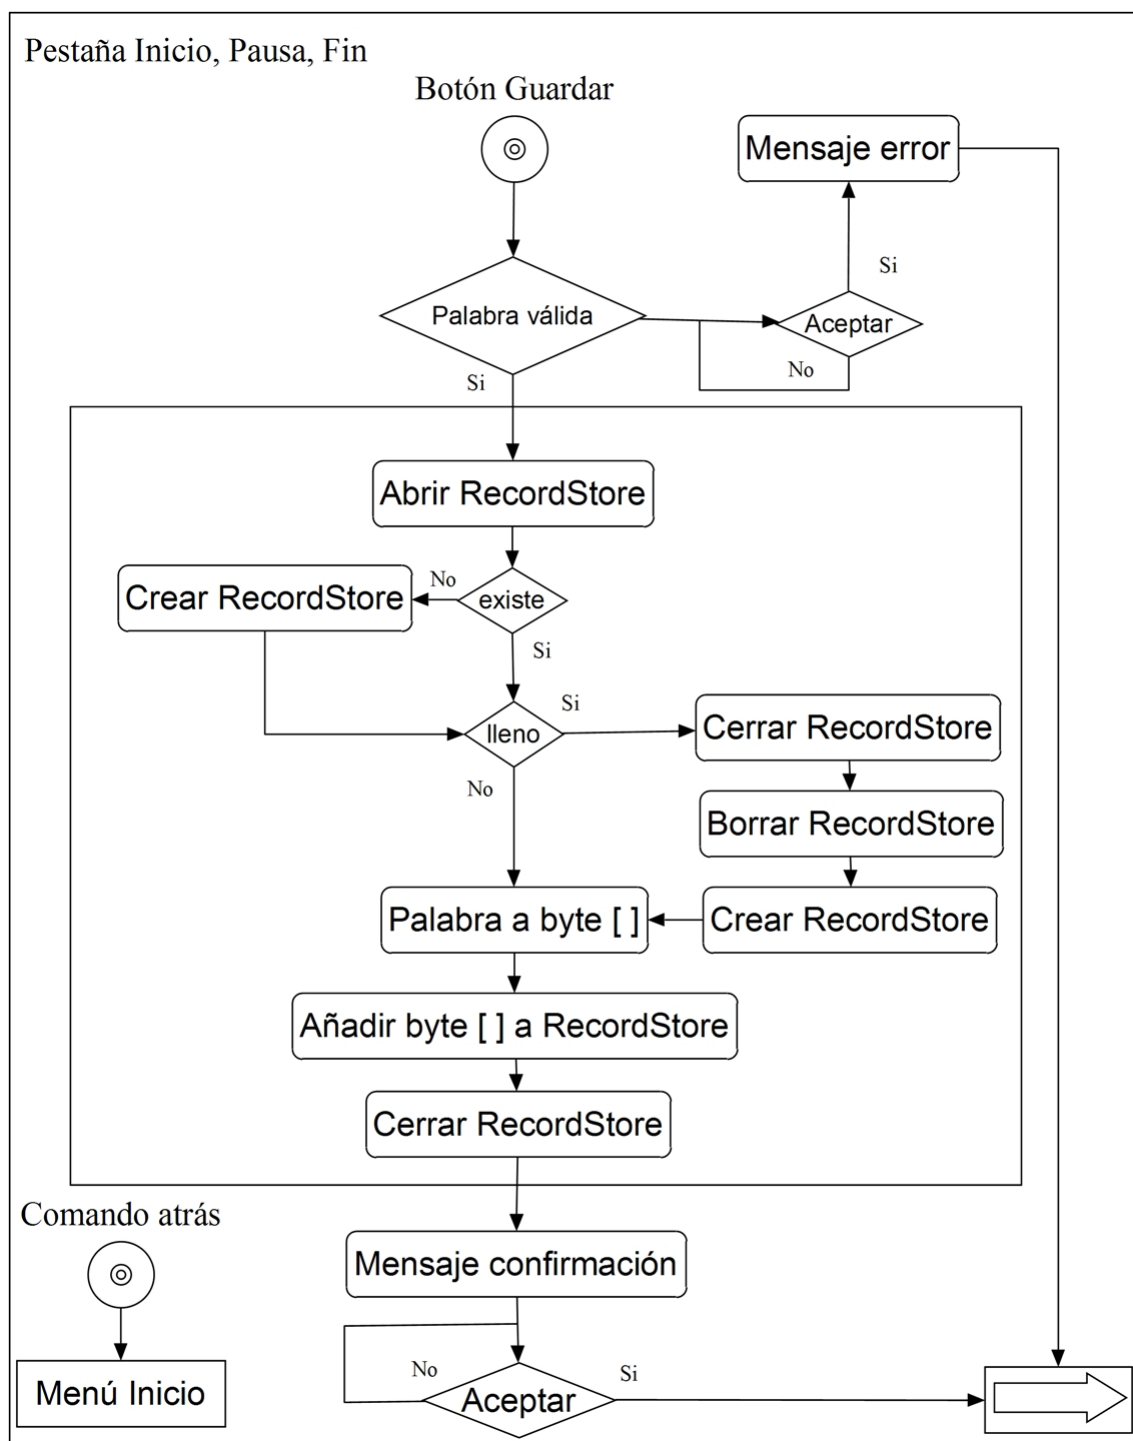 Pestaña Inicio, Pausa, Fin
Botón Guardar
Mensaje error
Si
Palabra válida
Aceptar
No
Si
Abrir RecordStore
Crear RecordStore
No
existe
Si
Si
lleno
Cerrar RecordStore
No
Borrar RecordStore
Palabra a byte [ ]
Crear RecordStore
Añadir byte [ ] a RecordStore
Cerrar RecordStore
Comando atrás
Mensaje confirmación
Menú Inicio
No
Aceptar
Si